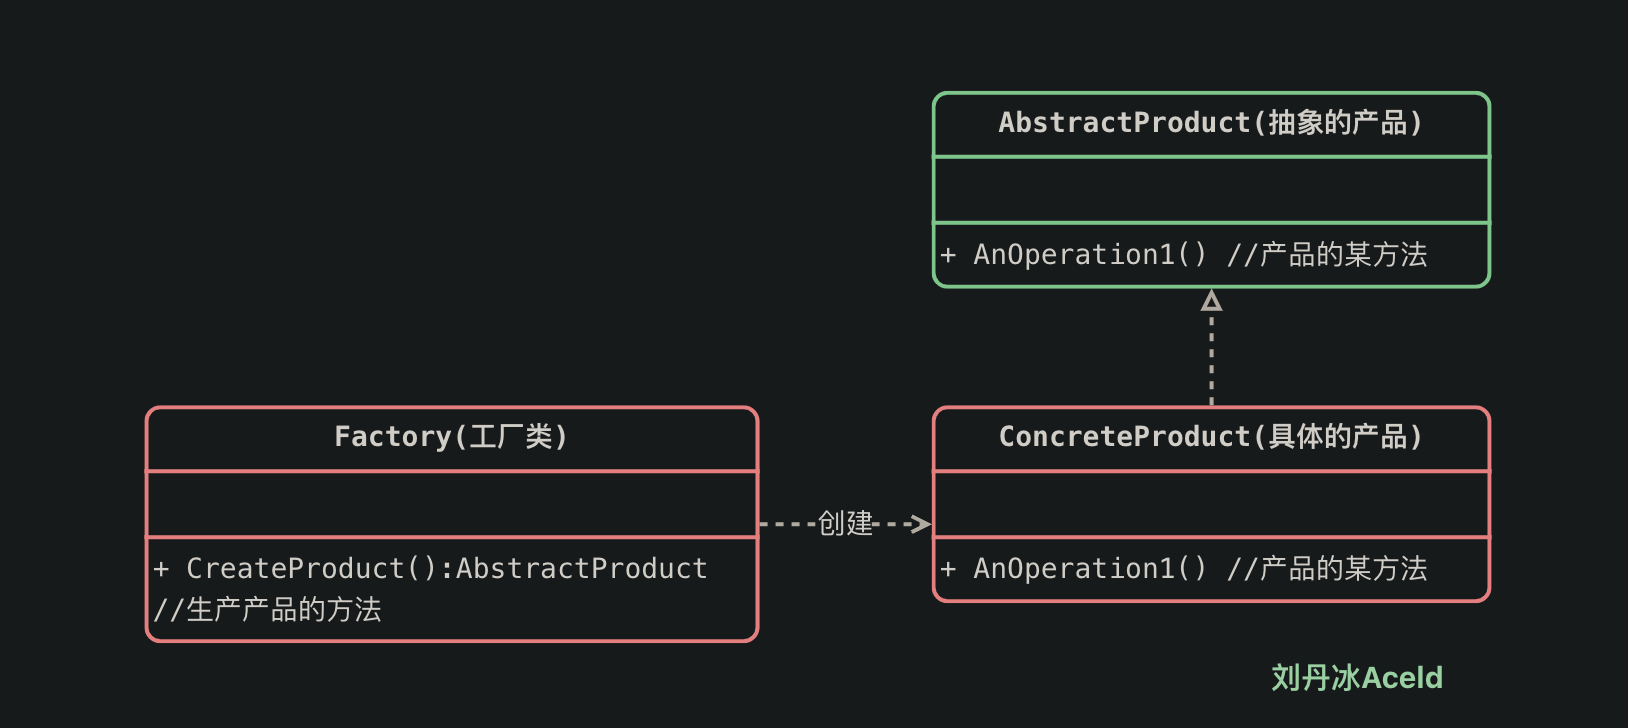 AbstractProduct(抽象的产品)
+ AnOperation1() //产品的某方法
Factory(工厂类)
+ CreateProduct():AbstractProduct
//生产产品的方法
创建
ConcreteProduct(具体的产品)
+ AnOperation1() //产品的某方法
刘丹冰Aceld